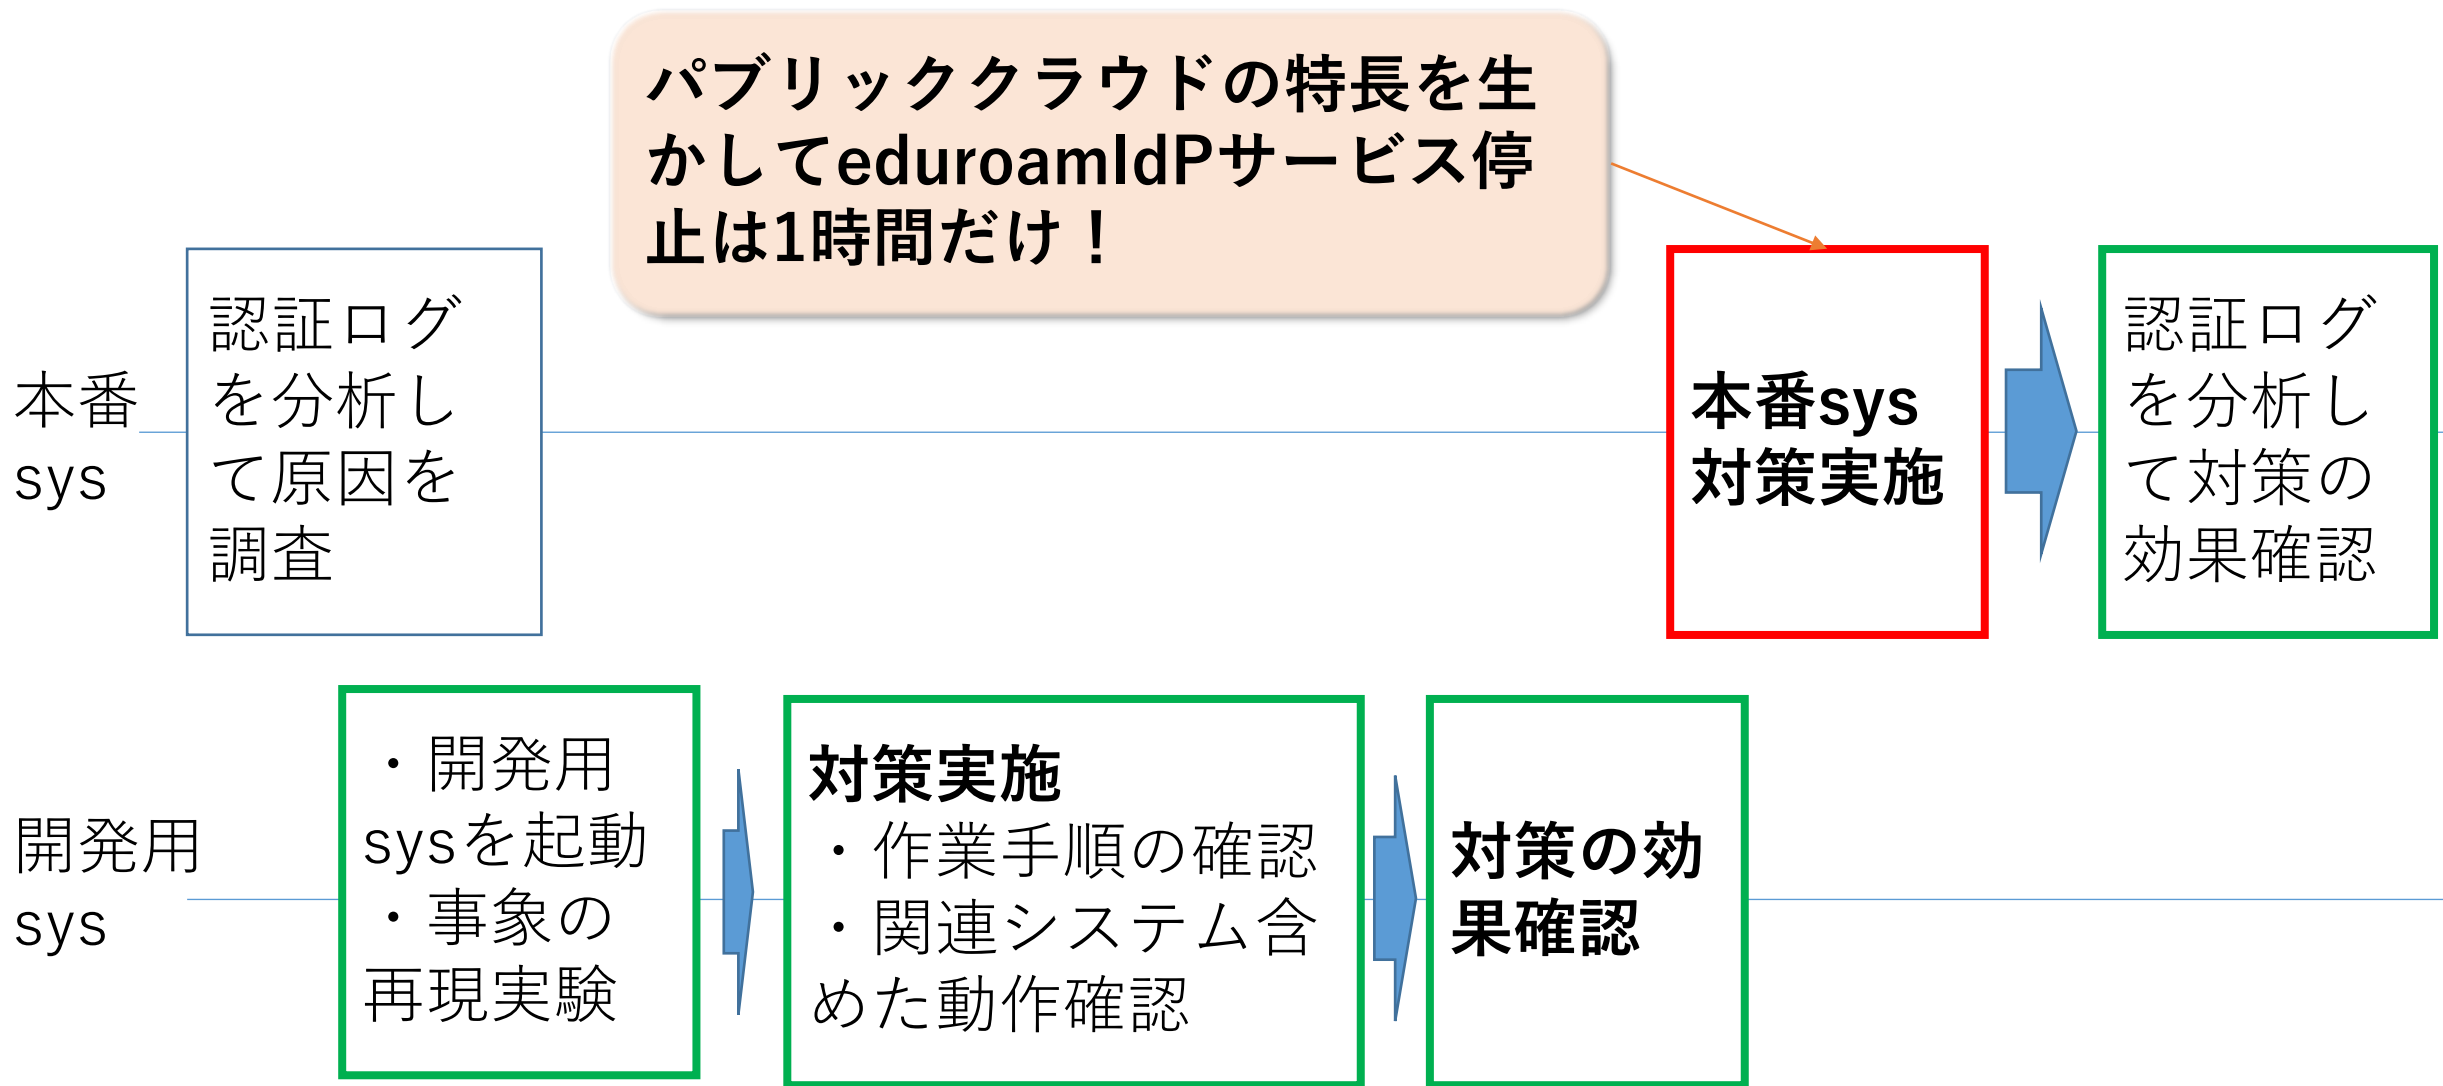 パブリッククラウドの特長を生
かしてeduroamIdPサービス停
止は1時間だけ！
本番
sys
認証ログ
を分析し
て原因を
調査
本番sys
対策実施
認証ログ
を分析し
て対策の
効果確認
開発用
sys
・開発用
sysを起動
・事象の
再現実験
対策実施
・作業手順の確認
・関連システム含
めた動作確認
対策の効
果確認